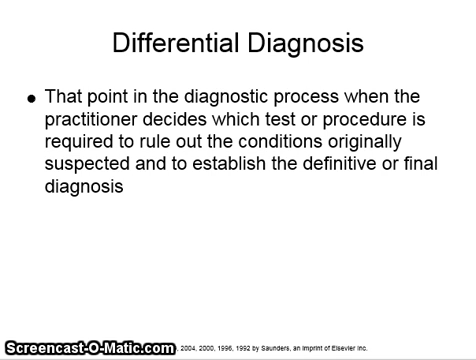 Differential Diagnosis
● That point in the diagnostic process when the
practitioner decides which test or procedure is
required to rule out the conditions originally
suspected and to establish the definitive or final
diagnosis
Screencast-O-Matic.com , 2004, 2000, 1996, 1992 by Saunders, an imprint of Elsevier Inc.